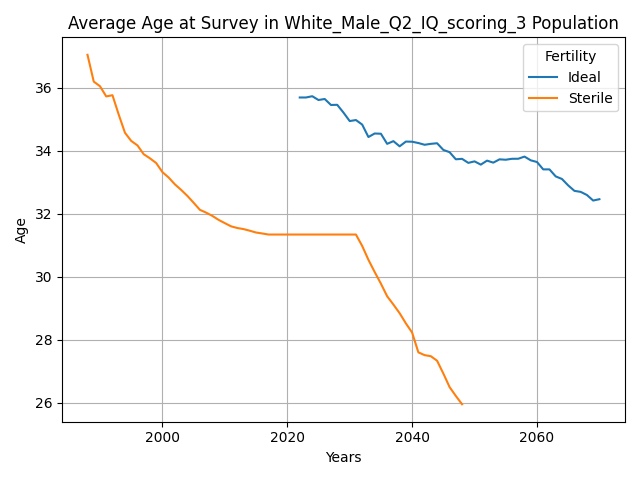 Average Age at Survey in White_Male_Q2_IQ_scoring_3 Population
Fertility
Ideal
Sterile
36
34
32
30
28
26
Age
2000
2020
2040
2060
Years